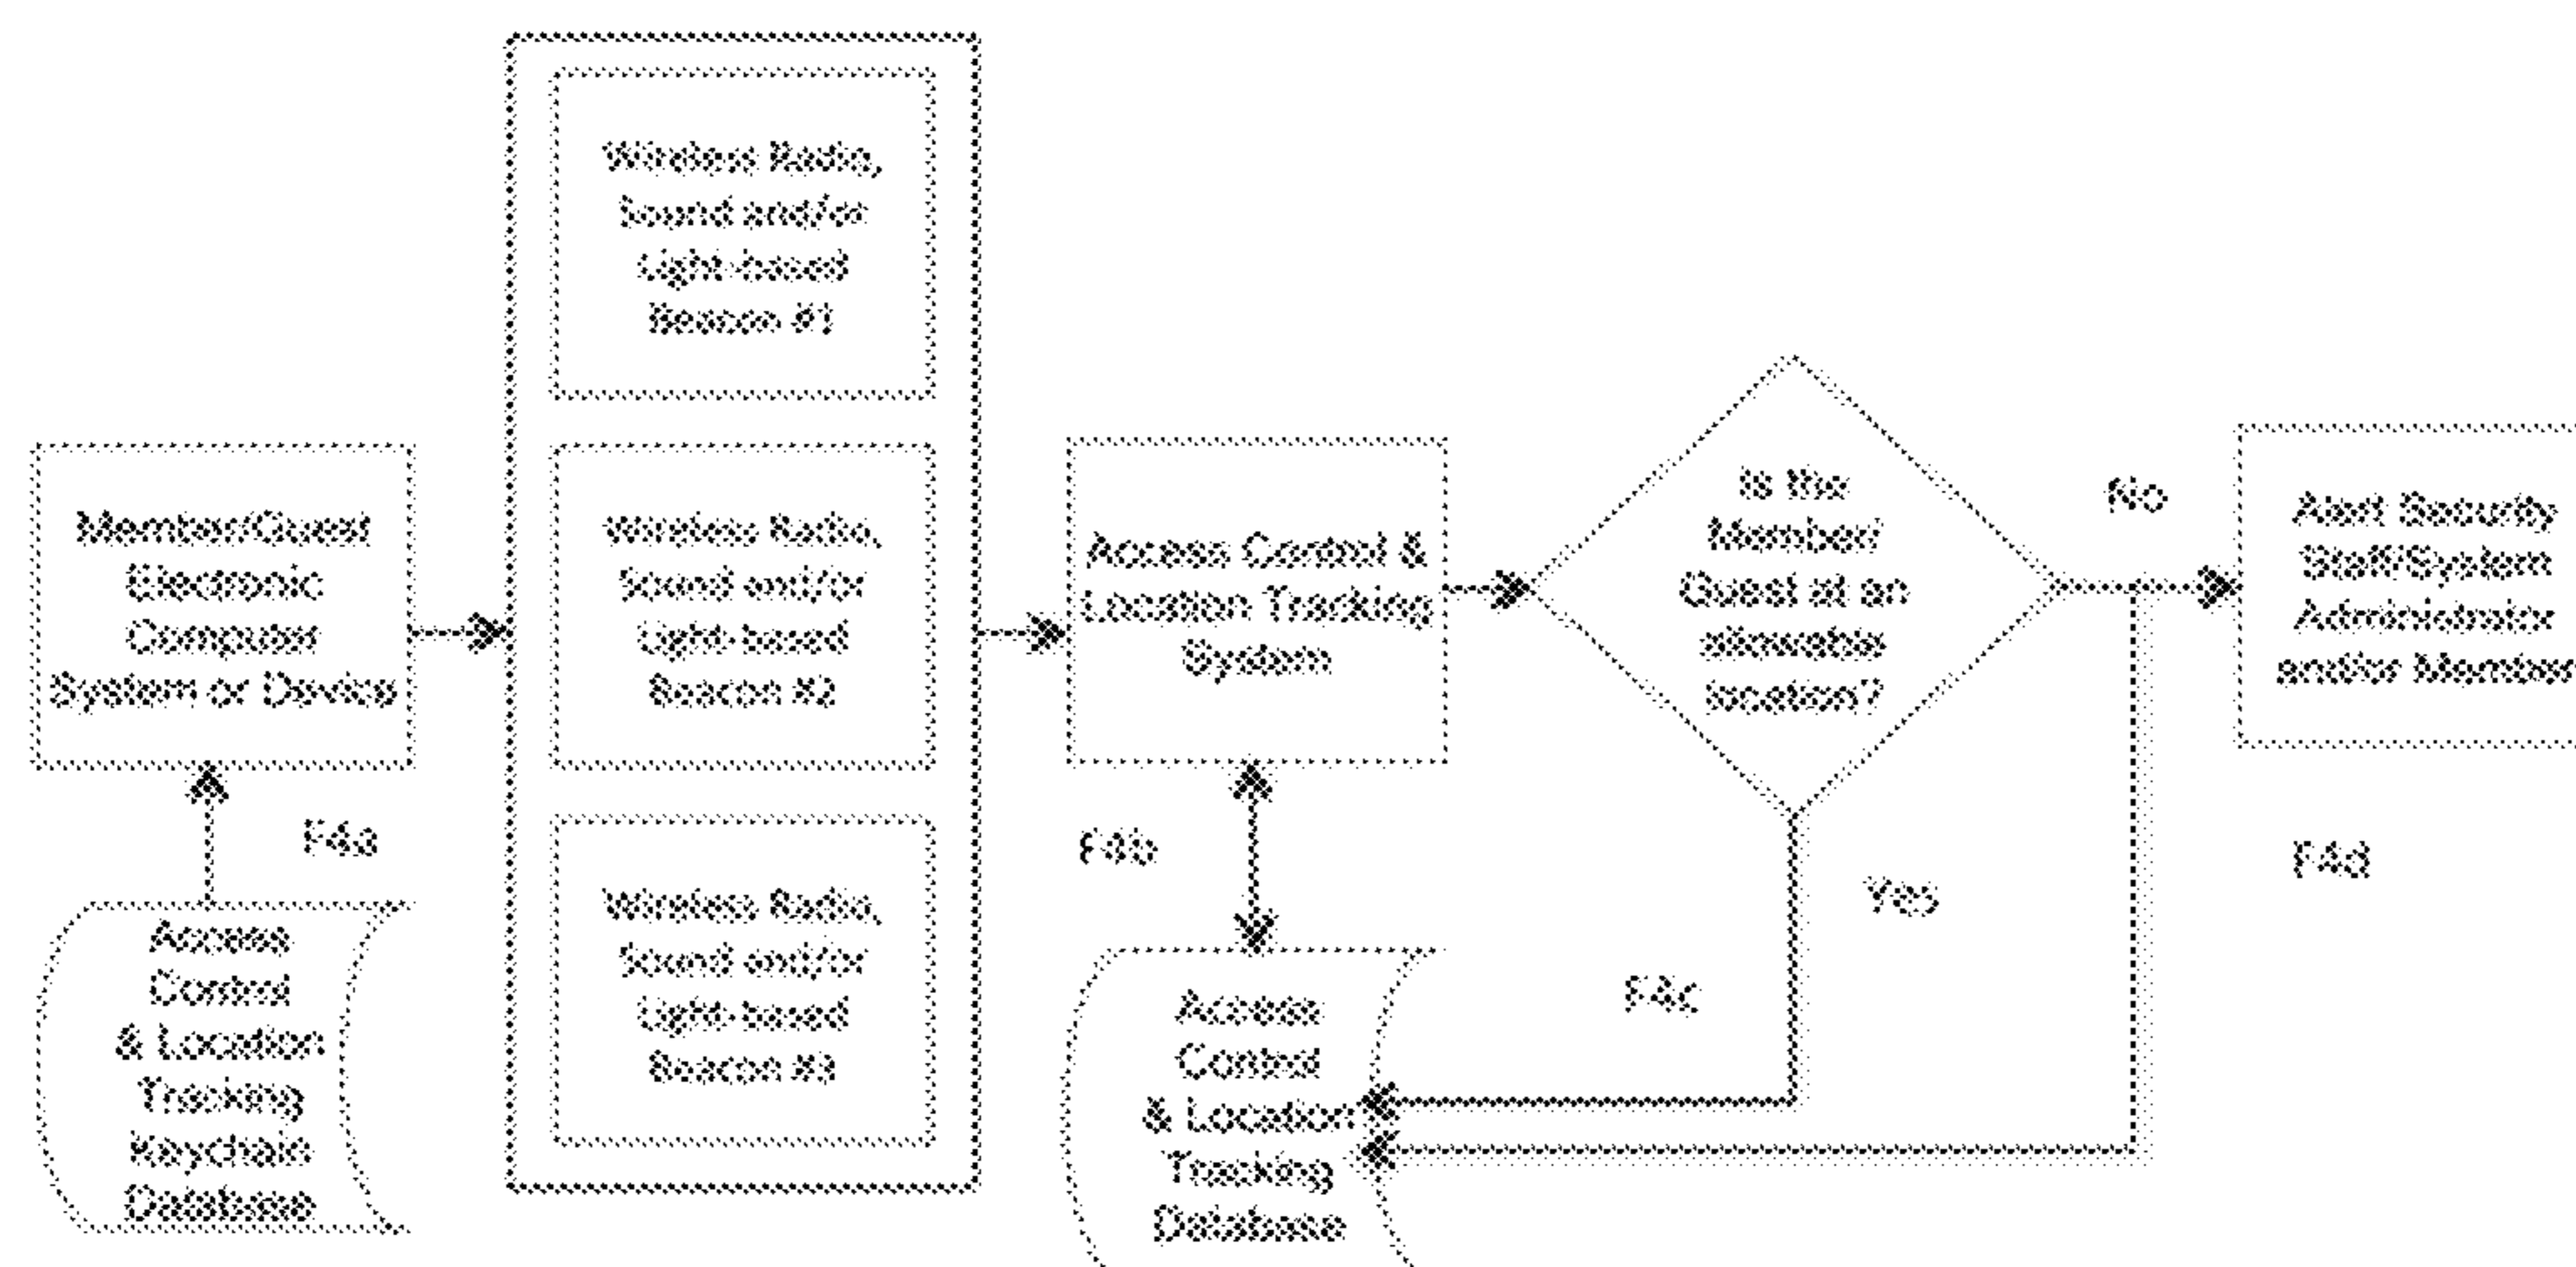 Wireless Radio,
Sound and/or
Light-based
Beacon #1
Member/Guest
Electronic
Computer
System or Device
Wireless Radio,
Sound and/or
Light-based
Beacon #2
Access Control &
Location Tracking
System
Is the
Member/
Guest at an
allowable
location?
No
Alert Security
Staff/System
Administrator
and/or Member
F4a
F4b
Yes
F4d
Access
Control
& Location
Tracking
Keychain
Database
Wireless Radio,
Sound and/or
Light-based
Beacon #3
F4c
Access
Control
& Location
Tracking
Database